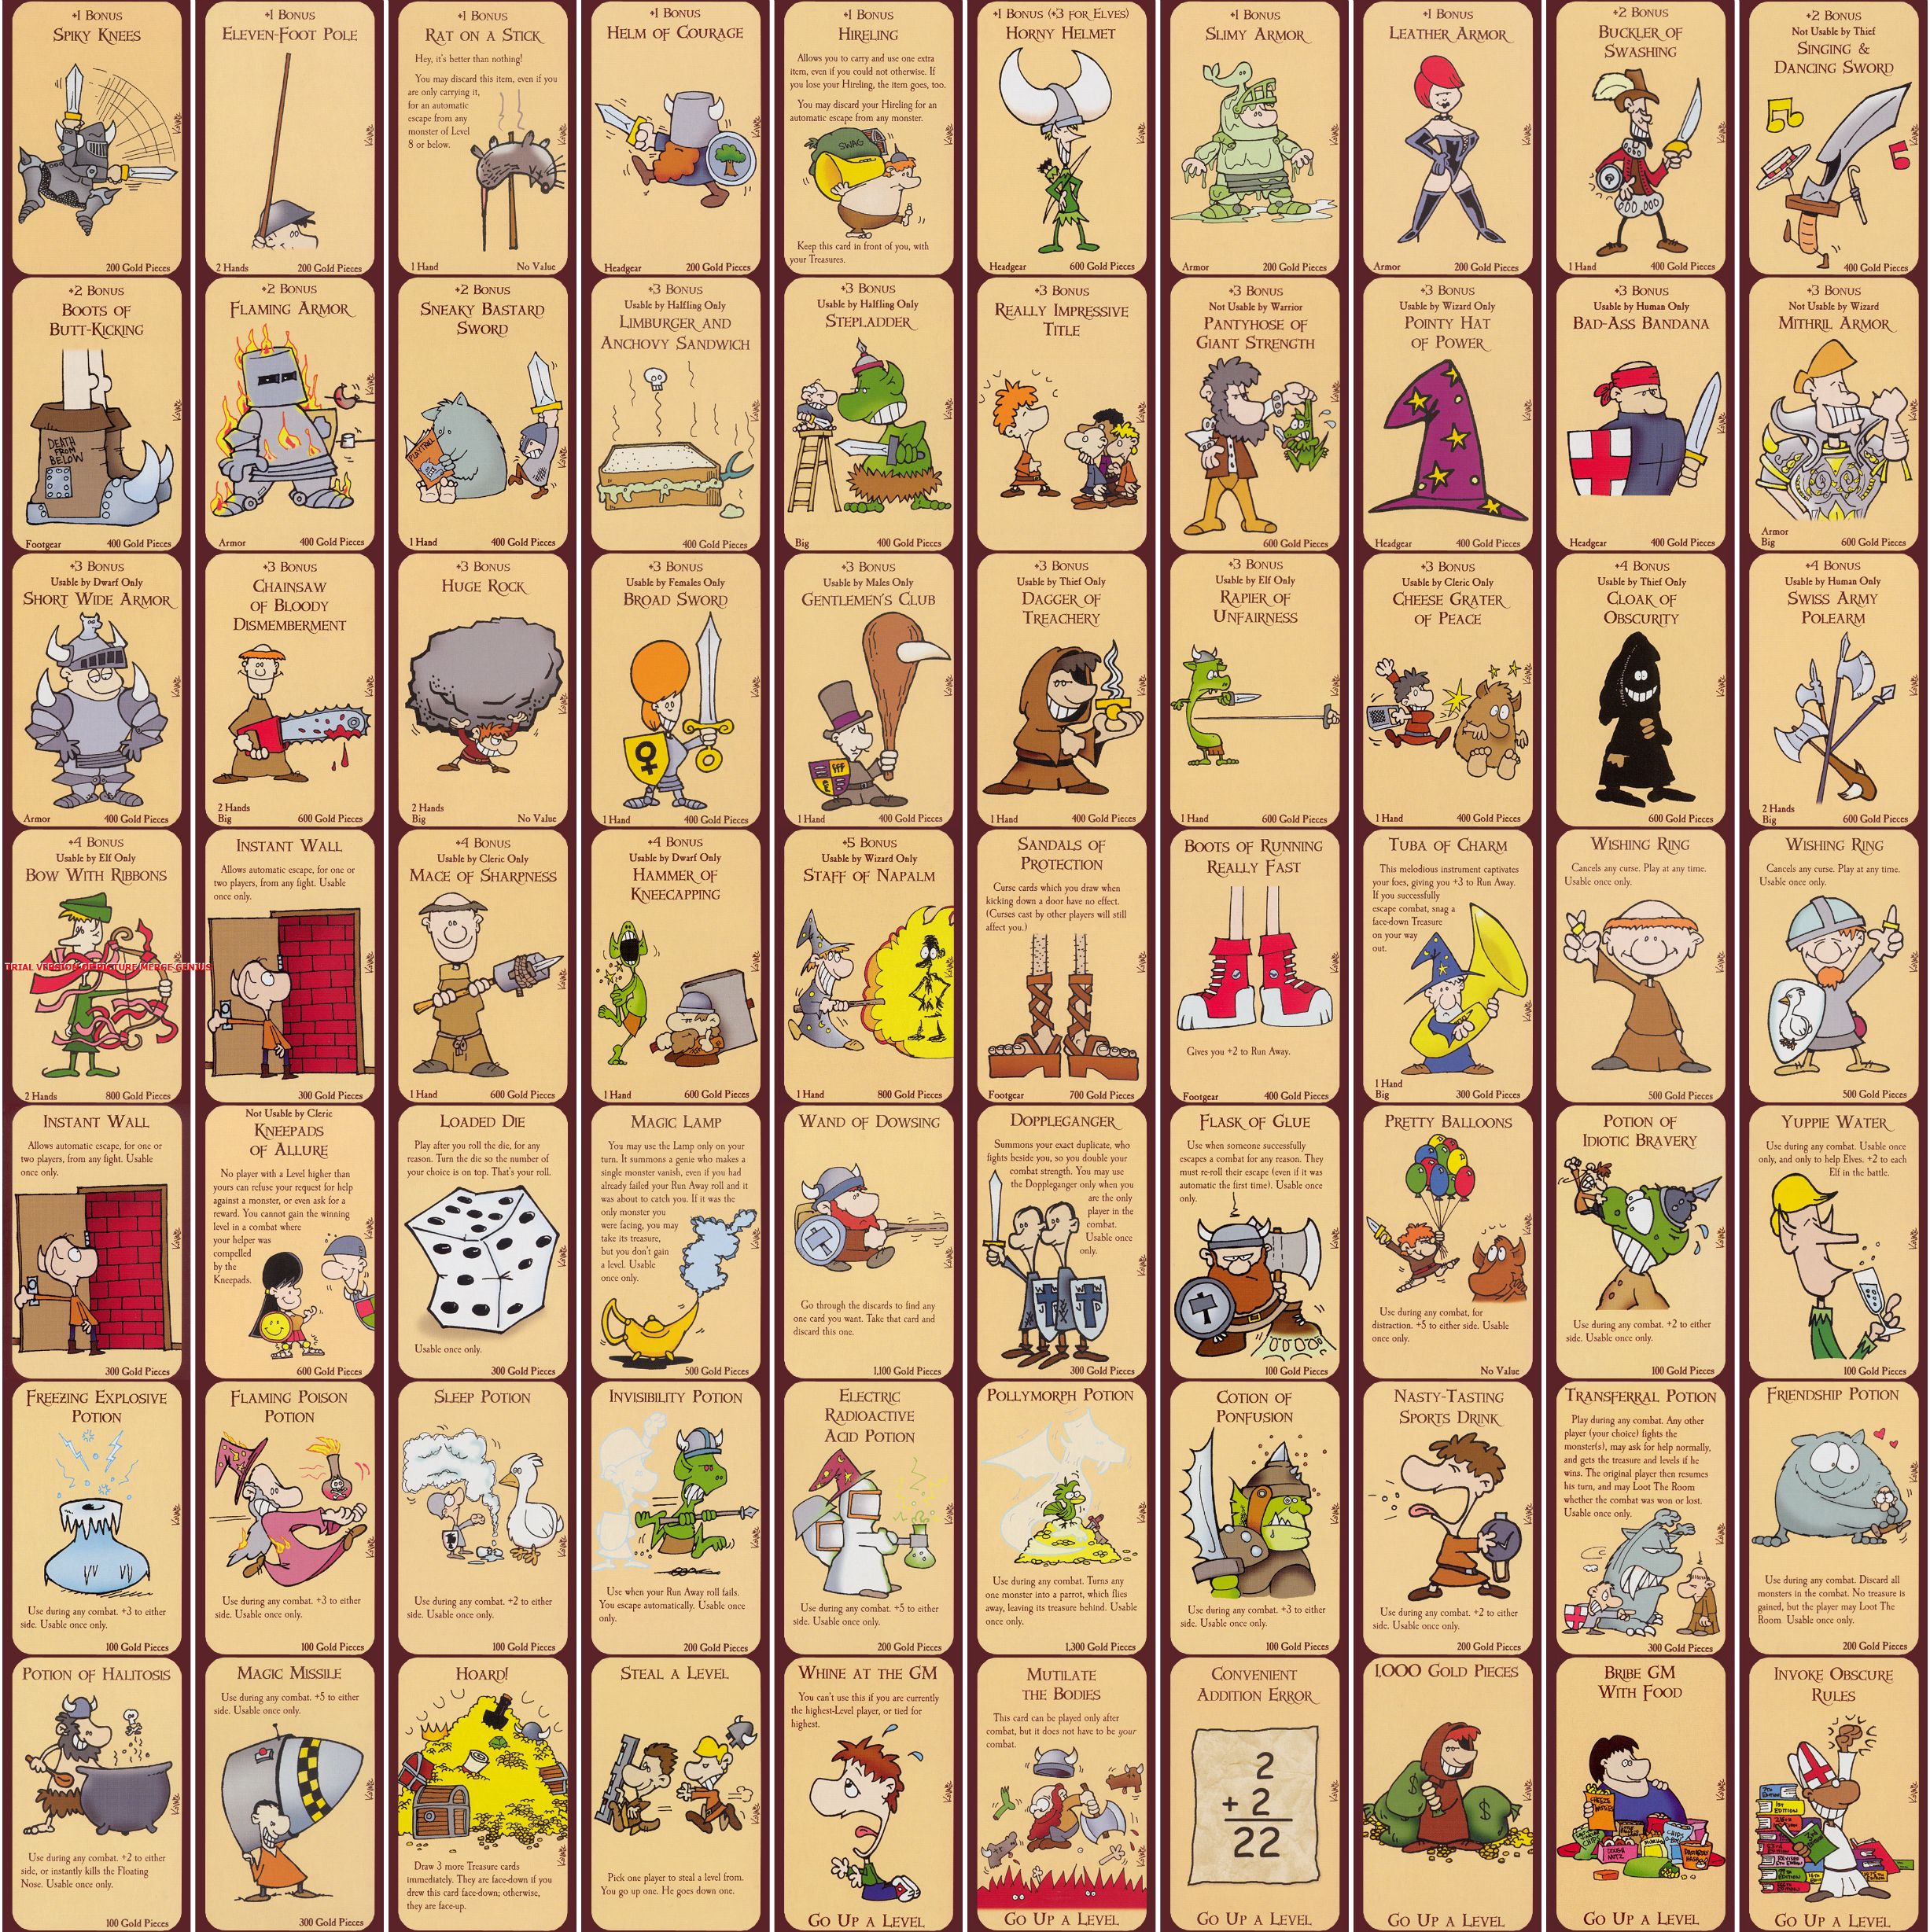 +1 Bonus
Spiky Knees
200 Gold Pieces
+1 Bonus
Eleven-Foot Pole
2 Hands 200 Gold Pieces
+1 Bonus
Rat on a Stick
Hey, it's better than nothing!
You may discard this item, even if you
are only carrying it,
for an automatic
escape from any
monster of Level
8 or below.
1 Hand No Value
+1 Bonus
Helm of Courage
Headgear 200 Gold Pieces
+1 Bonus
Hireling
Allows you to carry and use one extra
item, even if you could not otherwise. If
you lose your Hireling, the item goes, too.
You may discard your Hireling for an
automatic escape from any monster.
SWAG
Keep this card in front of you, with
your Treasures.
+1 Bonus (+3 for Elves)
Horny Helmet
Headgear 600 Gold Pieces
+1 Bonus
Slimy Armor
Armor 200 Gold Pieces
+1 Bonus
Leather Armor
Armor 200 Gold Pieces
+2 Bonus
Buckler of
Swashing
1 Hand 400 Gold Pieces
+2 Bonus
Not Usable by Thief
Singing &
Dancing Sword
400 Gold Pieces
+2 Bonus
Boots of
Butt-Kicking
DEATH
FROM
BELOW
Footgear 400 Gold Pieces
+2 Bonus
Flaming Armor
Armor 400 Gold Pieces
+2 Bonus
Sneaky Bastard
Sword
PLAYTROLL
1 Hand 400 Gold Pieces
+3 Bonus
Usable by Halfling Only
Limburger and
Anchovy Sandwich
400 Gold Pieces
+3 Bonus
Usable by Halfling Only
Stepladder
Big 400 Gold Pieces
+3 Bonus
Really Impressive
Title
+3 Bonus
Not Usable by Warrior
Pantyhose of
Giant Strength
600 Gold Pieces
+3 Bonus
Usable by Wizard Only
Pointy Hat
of Power
Headgear 400 Gold Pieces
+3 Bonus
Usable by Human Only
Bad-Ass Bandana
Headgear 400 Gold Pieces
+3 Bonus
Not Usable by Wizard
Mithril Armor
Armor
Big 600 Gold Pieces
+3 Bonus
Usable by Dwarf Only
Short Wide Armor
Armor 400 Gold Pieces
+3 Bonus
Chainsaw
of Bloody
Dismemberment
2 Hands
Big 600 Gold Pieces
+3 Bonus
Huge Rock
2 Hands
Big No Value
+3 Bonus
Usable by Females Only
Broad Sword
1 Hand 400 Gold Pieces
+3 Bonus
Usable by Males Only
Gentlemen's Club
1 Hand 400 Gold Pieces
+3 Bonus
Usable by Thief Only
Dagger of
Treachery
1 Hand 400 Gold Pieces
+3 Bonus
Usable by Elf Only
Rapier of
Unfairness
1 Hand 600 Gold Pieces
+3 Bonus
Usable by Cleric Only
Cheese Grater
of Peace
1 Hand 400 Gold Pieces
+4 Bonus
Usable by Thief Only
Cloak of
Obscurity
600 Gold Pieces
+4 Bonus
Usable by Human Only
Swiss Army
Polearm
2 Hands
Big 600 Gold Pieces
+4 Bonus
Usable by Elf Only
Bow With Ribbons
TRIAL VERSION OF PICTURE MERGE GENIUS
2 Hands 800 Gold Pieces
Instant Wall
Allows automatic escape, for one or
two players, from any fight. Usable
once only.
300 Gold Pieces
+4 Bonus
Usable by Cleric Only
Mace of Sharpness
1 Hand 600 Gold Pieces
+4 Bonus
Usable by Dwarf Only
Hammer of
Kneecapping
1 Hand 600 Gold Pieces
+5 Bonus
Usable by Wizard Only
Staff of Napalm
1 Hand 800 Gold Pieces
Sandals of
Protection
Curse cards which you draw when
kicking down a door have no effect.
(Curses cast by other players will still
affect you.)
Footgear 700 Gold Pieces
Boots of Running
Really Fast
Gives you +2 to Run Away.
Footgear 400 Gold Pieces
Tuba of Charm
This melodious instrument captivates
your foes, giving you +3 to Run Away.
If you successfully
escape combat, snag a
face-down Treasure
on your way
out.
1 Hand
Big 300 Gold Pieces
Wishing Ring
Cancels any curse. Play at any time.
Usable once only.
500 Gold Pieces
Wishing Ring
Cancels any curse. Play at any time.
Usable once only.
500 Gold Pieces
Instant Wall
Allows automatic escape, for one or
two players, from any fight. Usable
once only.
300 Gold Pieces
Not Usable by Cleric
Kneepads
of Allure
No player with a Level higher than
yours can refuse your request for help
against a monster, or even ask for a
reward. You cannot gain the winning
level in a combat where
your helper was
compelled
by the
Kneepads.
600 Gold Pieces
Loaded Die
Play after you roll the die, for any
reason. Turn the die so the number of
your choice is on top. That's your roll.
Usable once only.
300 Gold Pieces
Magic Lamp
You may use the Lamp only on your
turn. It summons a genie who makes a
single monster vanish, even if you had
already failed your Run Away roll and it
was about to catch you. If it was the
only monster you
were facing, you may
take its treasure,
but you don't gain
a level. Usable
once only.
500 Gold Pieces
Wand of Dowsing
Go through the discards to find any
one card you want. Take that card and
discard this one.
1,100 Gold Pieces
Doppleganger
Summons your exact duplicate, who
fights beside you, so you double your
combat strength. You may use
the Doppleganger only when you
are the only
player in the
combat.
Usable once
only.
300 Gold Pieces
Flask of Glue
Use when someone successfully
escapes a combat for any reason. They
must re-roll their escape (even if it was
automatic the first time). Usable once
only.
100 Gold Pieces
Pretty Balloons
Use during any combat, for
distraction. +5 to either side. Usable
once only.
No Value
Potion of
Idiotic Bravery
Use during any combat. +2 to either
side. Usable once only.
100 Gold Pieces
Yuppie Water
Use during any combat. Usable once
only, and only to help Elves. +2 to each
Elf in the battle.
100 Gold Pieces
Freezing Explosive
Potion
Use during any combat. +3 to either
side. Usable once only.
100 Gold Pieces
Flaming Poison
Potion
Use during any combat. +3 to either
side. Usable once only.
100 Gold Pieces
Sleep Potion
Use during any combat. +2 to either
side. Usable once only.
100 Gold Pieces
Invisibility Potion
Use when your Run Away roll fails.
You escape automatically. Usable once
only.
200 Gold Pieces
Electric
Radioactive
Acid Potion
Use during any combat. +5 to either
side. Usable once only.
200 Gold Pieces
Pollymorph Potion
Use during any combat. Turns any
one monster into a parrot, which flies
away, leaving its treasure behind. Usable
once only.
1,300 Gold Pieces
Cotion of
Ponfusion
Use during any combat. +3 to either
side. Usable once only.
100 Gold Pieces
Nasty-Tasting
Sports Drink
Use during any combat. +2 to either
side. Usable once only.
200 Gold Pieces
Transferral Potion
Play during any combat. Any other
player (your choice) fights the
monster(s), may ask for help normally,
and gets the treasure and levels if he
wins. The original player then resumes
his turn, and may Loot The Room
whether the combat was won or lost.
Usable once only.
300 Gold Pieces
Friendship Potion
Use during any combat. Discard all
monsters in the combat. No treasure is
gained, but the player may Loot The
Room. Usable once only.
200 Gold Pieces
Potion of Halitosis
Use during any combat. +2 to either
side, or instantly kills the Floating
Nose. Usable once only.
100 Gold Pieces
Magic Missile
Use during any combat. +5 to either
side. Usable once only.
300 Gold Pieces
Hoard!
Draw 3 more Treasure cards
immediately. They are face-down if you
drew this card face-down; otherwise,
they are face-up.
Steal a Level
Pick one player to steal a level from.
You go up one. He goes down one.
Whine at the GM
You can't use this if you are currently
the highest-Level player, or tied for
highest.
Go Up a Level
Mutilate
the Bodies
This card can be played only after
combat, but it does not have to be your
combat.
Go Up a Level
Convenient
Addition Error
2
+ 2
22
Go Up a Level
1,000 Gold Pieces
$
$
Go Up a Level
Bribe GM
With Food
Go Up a Level
Invoke Obscure
Rules
Go Up a Level